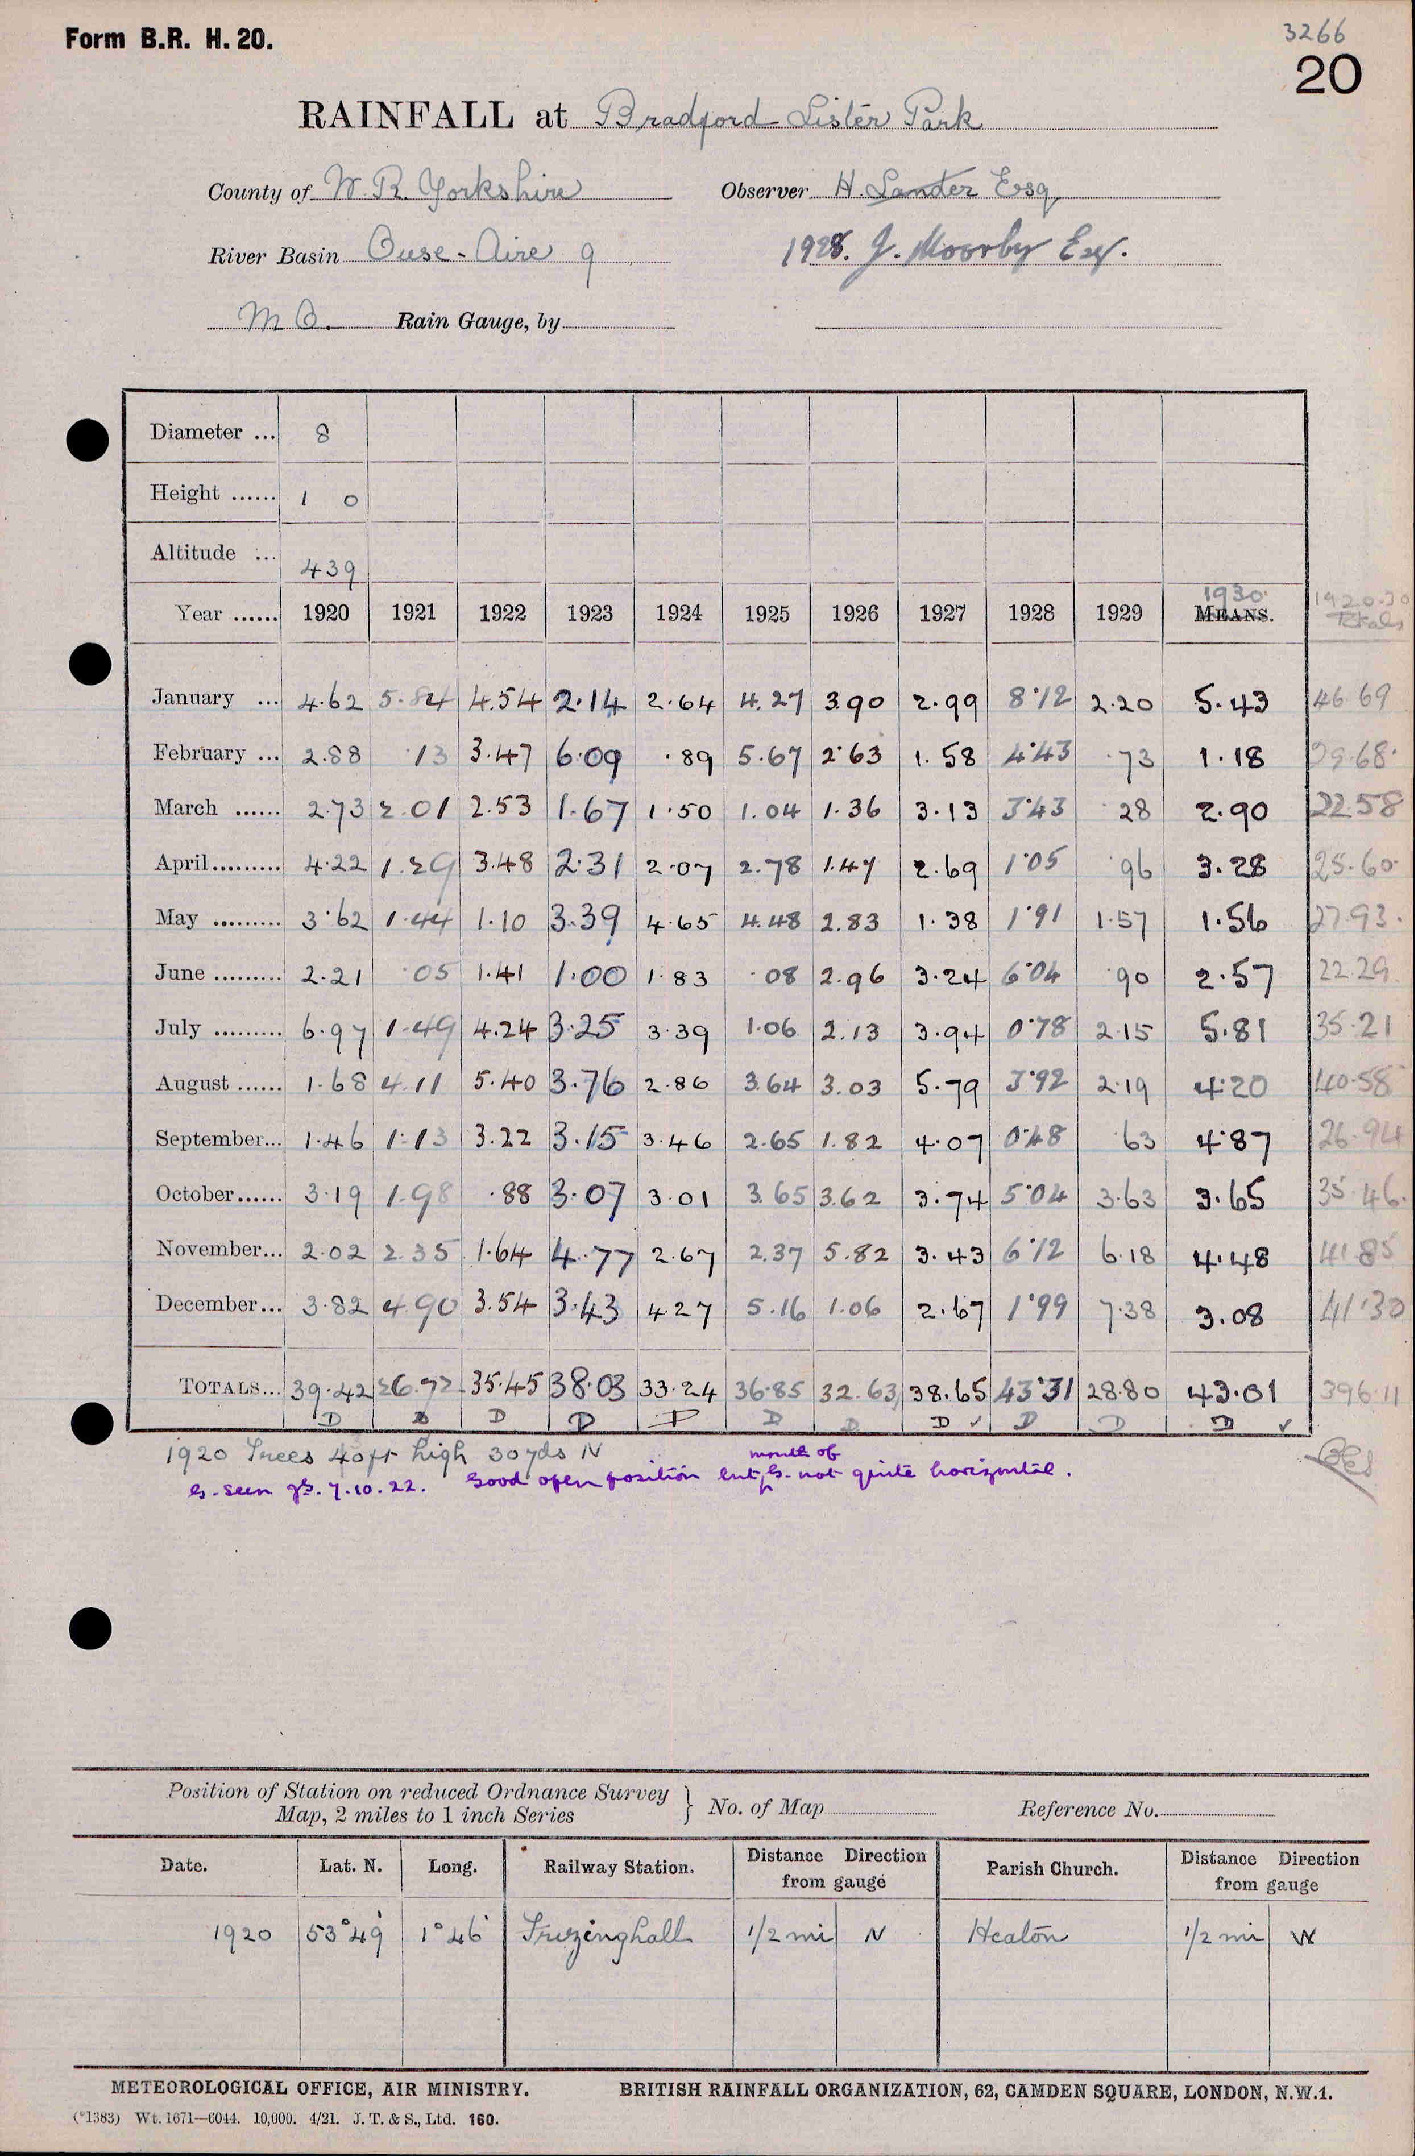 Form B.R. H. 20.
3266
20
RAINFALL at Bradford Lister Park
County of W. R. Yorkshire Observer H. Lander Esq
River Basin Ouse-Aire 9 1928. J. Moorby Esq.
M O. Rain Gauge, by
Diameter ... 8
Height ...... 1 0
Altitude ... 439
Year ...... 1920 1921 1922 1923 1924 1925 1926 1927 1928 1929 MEANS. 1930 1920-30 Totals
January ... 4.62 5.84 4.54 2.14 2.64 4.27 3.90 2.99 8.12 2.20 5.43 46.69
February ... 2.88 .13 3.47 6.09 .89 5.67 2.63 1.58 4.43 .73 1.18 29.68
March ...... 2.73 2.01 2.53 1.67 1.50 1.04 1.36 3.13 3.43 .28 2.90 22.58
April......... 4.22 1.29 3.48 2.31 2.07 2.78 1.47 2.69 1.05 .96 3.28 25.60
May ......... 3.62 1.44 1.10 3.39 4.65 4.48 2.83 1.38 1.91 1.57 1.56 27.93
June ......... 2.21 .05 1.41 1.00 1.83 .08 2.96 3.24 6.04 .90 2.57 22.29
July ......... 6.97 1.49 4.24 3.25 3.39 1.06 2.13 3.94 0.78 2.15 5.81 35.21
August ...... 1.68 4.11 5.40 3.76 2.86 3.64 3.03 5.79 3.92 2.19 4.20 40.58
September... 1.46 1.13 3.22 3.15 3.46 2.65 1.82 4.07 0.48 .63 4.87 26.94
October...... 3.19 1.98 .88 3.07 3.01 3.65 3.62 3.74 5.04 3.63 3.65 35.46
November... 2.02 2.35 1.64 4.77 2.67 2.37 5.82 3.43 6.12 6.18 4.48 41.85
December... 3.82 4.90 3.54 3.43 4.27 5.16 1.06 2.67 1.99 7.38 3.08 41.30
TOTALS... 39.42 26.72 35.45 38.03 33.24 36.85 32.63 38.65 43.31 28.80 43.01 396.11
D D D D D D D D ✓ D D D ✓
1920 Trees 40ft high 30yds N
G. seen 7.10.22. Good open position but month of G. not quite horizontal.
Position of Station on reduced Ordnance Survey Map, 2 miles to 1 inch Series } No. of Map Reference No.
Date. Lat. N. Long. Railway Station. Distance Direction from gauge Parish Church. Distance Direction from gauge
1920 53°49' 1°46' Frizinghall 1/2 mi N Heaton 1/2 mi W
METEOROLOGICAL OFFICE, AIR MINISTRY. BRITISH RAINFALL ORGANIZATION, 62, CAMDEN SQUARE, LONDON, N.W.1.
(*1383) Wt. 1671—6044. 10,000. 4/21. J. T. & S., Ltd. 160.